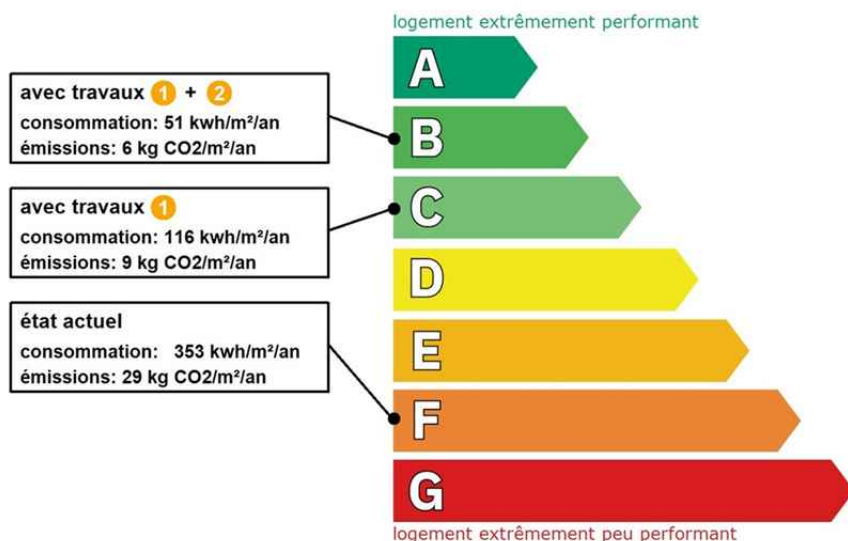 logement extrêmement performant
A
avec travaux 1 + 2
consommation: 51 kwh/m²/an
émissions: 6 kg CO2/m²/an
B
avec travaux 1
consommation: 116 kwh/m²/an
émissions: 9 kg CO2/m²/an
C
D
état actuel
consommation: 353 kwh/m²/an
émissions: 29 kg CO2/m²/an
E
F
G
logement extrêmement peu performant